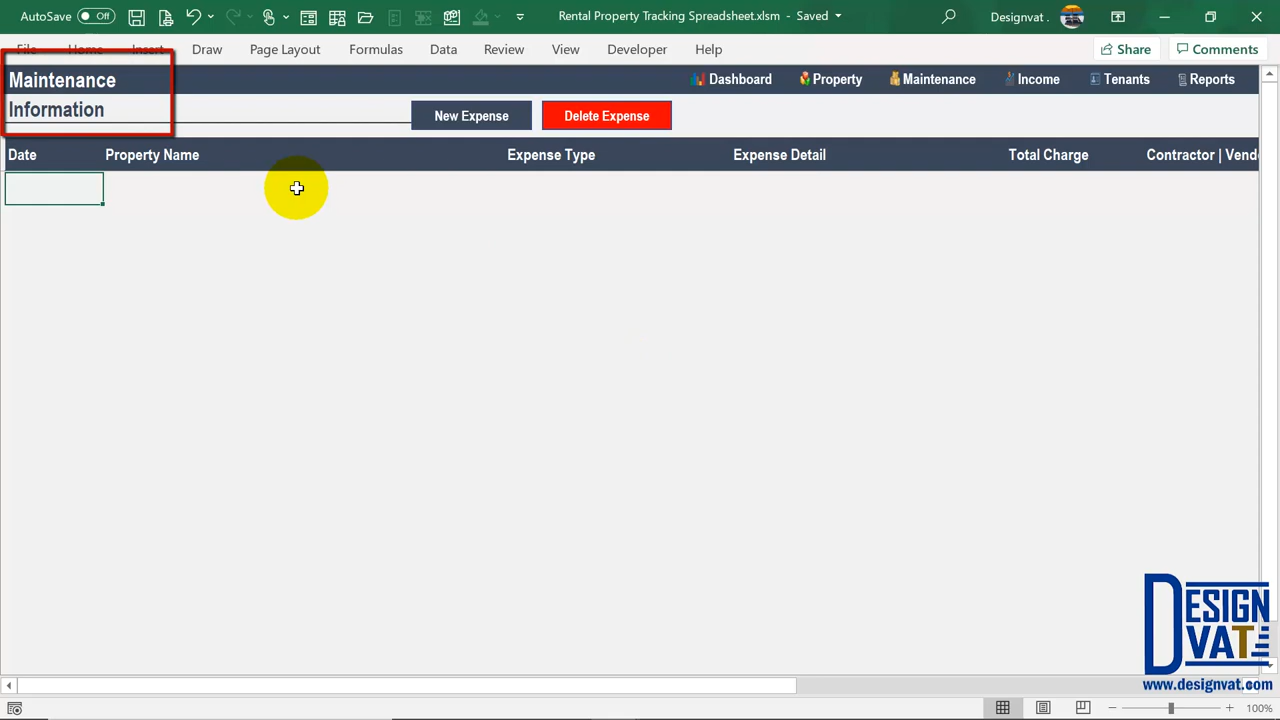 AutoSave Off
Rental Property Tracking Spreadsheet.xlsm - Saved
Designvat .
File Home Insert Draw Page Layout Formulas Data Review View Developer Help
Share Comments
Maintenance
Dashboard Property Maintenance Income Tenants Reports
Information
New Expense Delete Expense
Date Property Name Expense Type Expense Detail Total Charge Contractor | Vend
DESIGN
VAT
www.designvat.com
100%